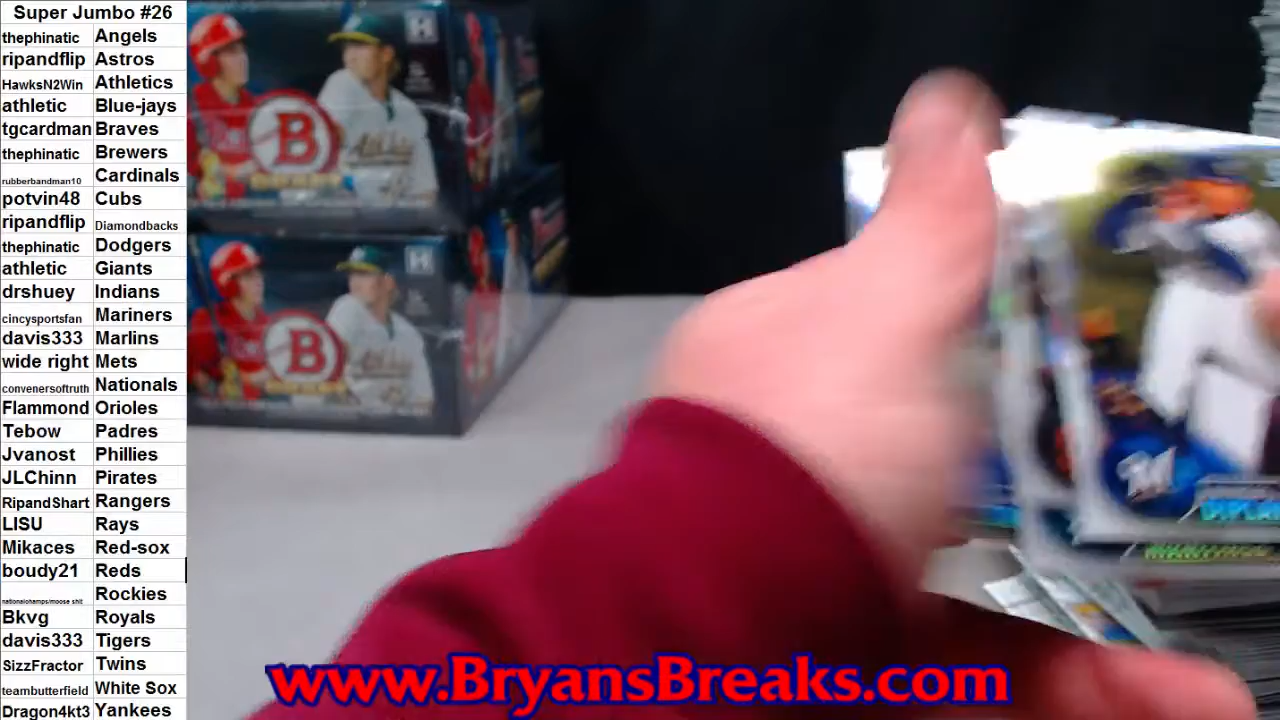 Super Jumbo #26
thephinatic Angels
ripandflip Astros
HawksN2Win Athletics
athletic Blue-jays
tgcardman Braves
thephinatic Brewers
rubberbandman10 Cardinals
potvin48 Cubs
ripandflip Diamondbacks
thephinatic Dodgers
athletic Giants
drshuey Indians
cincysportsfan Mariners
davis333 Marlins
wide right Mets
convenersoftruth Nationals
Flammond Orioles
Tebow Padres
Jvanost Phillies
JLChinn Pirates
RipandShart Rangers
LISU Rays
Mikaces Red-sox
boudy21 Reds
Rockies
Bkvg Royals
davis333 Tigers
SizzFractor Twins
teambutterfield White Sox
Dragon4kt3 Yankees
B
H
B
H
M
www.BryansBreaks.com